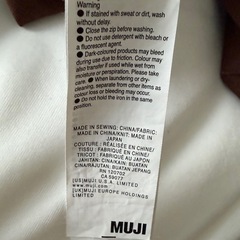 Warning
● If stained with sweat or dirt, wash
without delay.
● Close the zip before washing.
● Do not use detergent with bleach or
a fluorescent agent.
● Dark-coloured products may bleed
during use due to friction. Colour may
also transfer if used while wet from
moisture or perspiration. Please take
care.
● When laundering or dry-
cleaning, separate from other items as
colour loss or bleeding may occur.
● Do not hold the iron in the same
position.
MADE IN SEWING: CHINA/FABRIC:
MADE IN CHINA/KNIT: MADE IN
JAPAN
COUTURE : RÉALISÉE EN CHINE/
TISSU : FABRIQUÉ EN CHINE/
TRICOT : FABRIQUÉ AU JAPON
JAHITAN: CINA/KAIN: BUATAN
CINA/RAJUTAN: BUATAN JEPANG
RN 120702
CA 69077
[US]MUJI U.S.A. LIMITED
www.muji.com
[UK]MUJI EUROPE HOLDINGS
LIMITED
MUJI